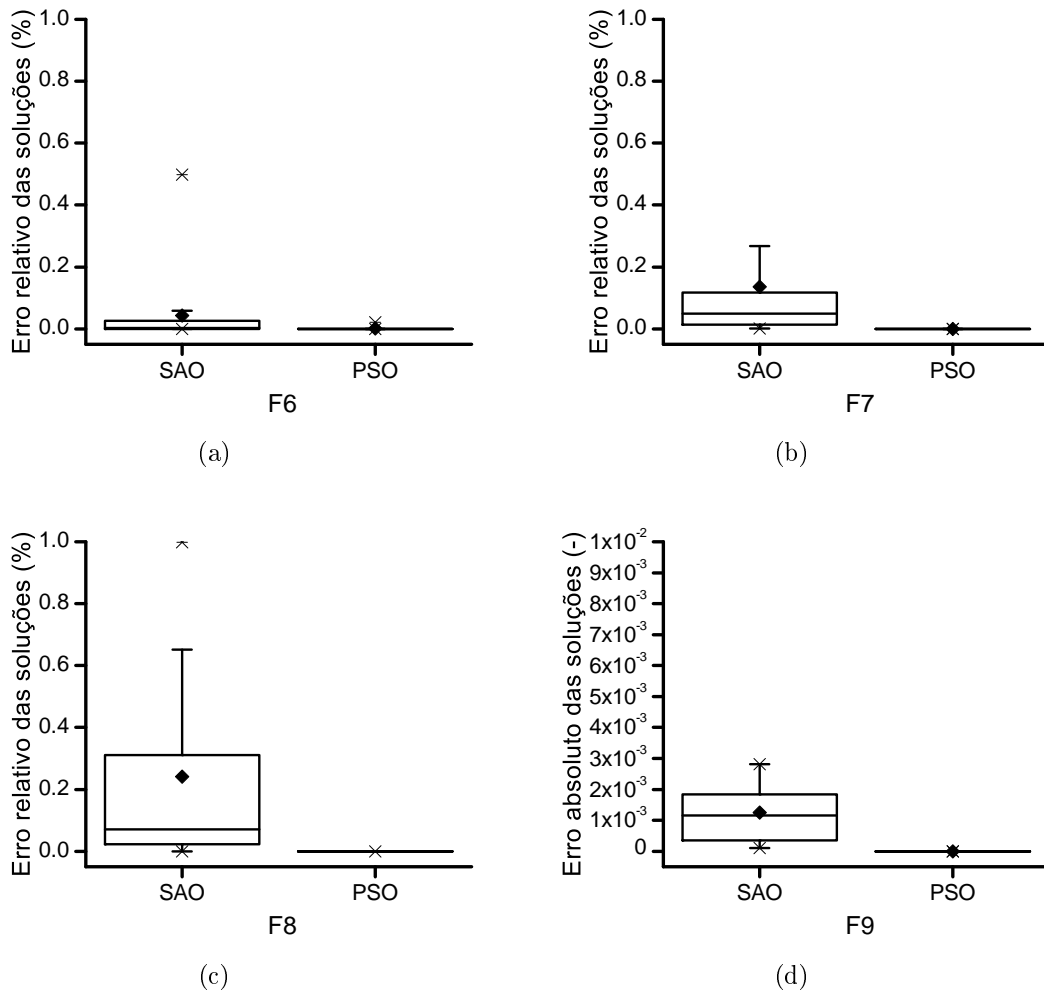 Erro relativo das soluções (%)
1.0
0.8
0.6
0.4
0.2
0.0
SAO PSO
F6
(a)
Erro relativo das soluções (%)
1.0
0.8
0.6
0.4
0.2
0.0
SAO PSO
F7
(b)
Erro relativo das soluções (%)
1.0
0.8
0.6
0.4
0.2
0.0
SAO PSO
F8
(c)
Erro absoluto das soluções (-)
1x10⁻²
9x10⁻³
8x10⁻³
7x10⁻³
6x10⁻³
5x10⁻³
4x10⁻³
3x10⁻³
2x10⁻³
1x10⁻³
0
SAO PSO
F9
(d)